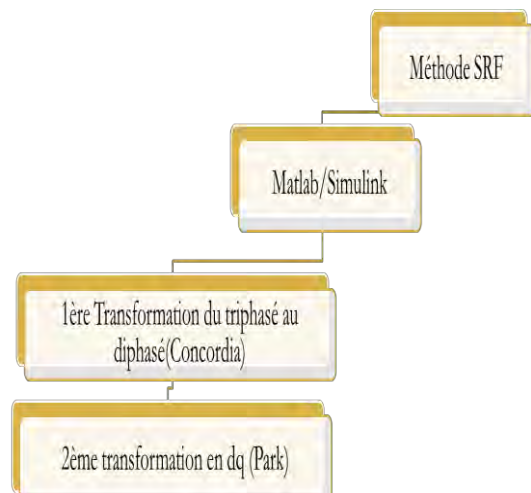 Méthode SRF
Matlab/Simulink
1ère Transformation du triphasé au
diphasé(Concordia)
2ème transformation en dq (Park)